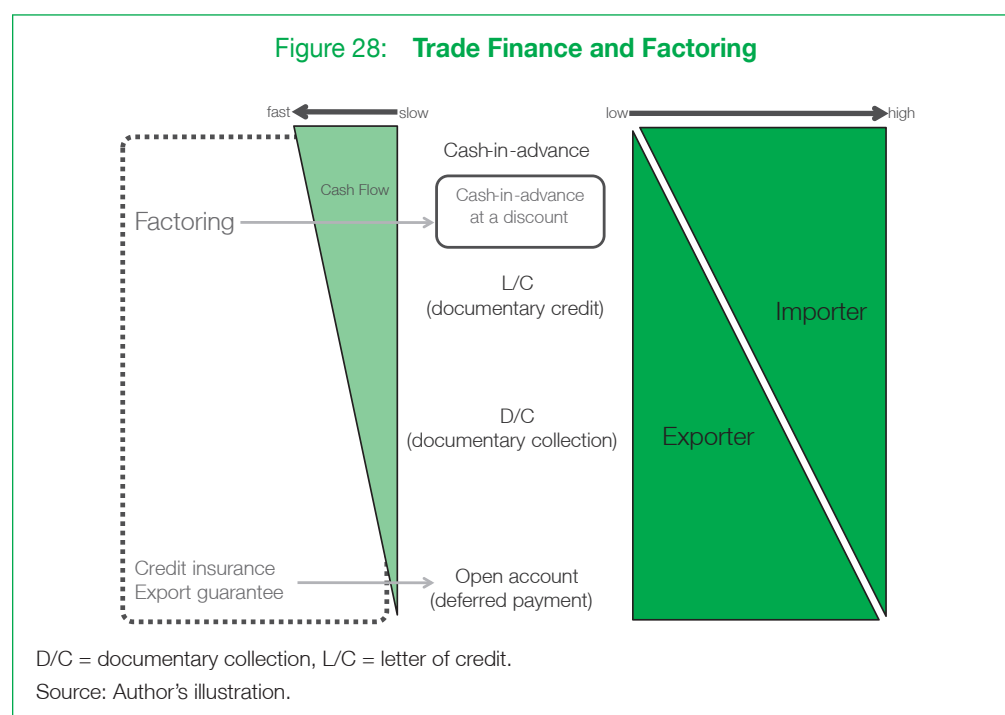 Figure 28: Trade Finance and Factoring
fast slow
low high
Cash-in-advance
Cash Flow
Cash-in-advance
at a discount
Factoring
L/C
(documentary credit)
Importer
D/C
(documentary collection)
Exporter
Credit insurance
Export guarantee
Open account
(deferred payment)
D/C = documentary collection, L/C = letter of credit.
Source: Author’s illustration.